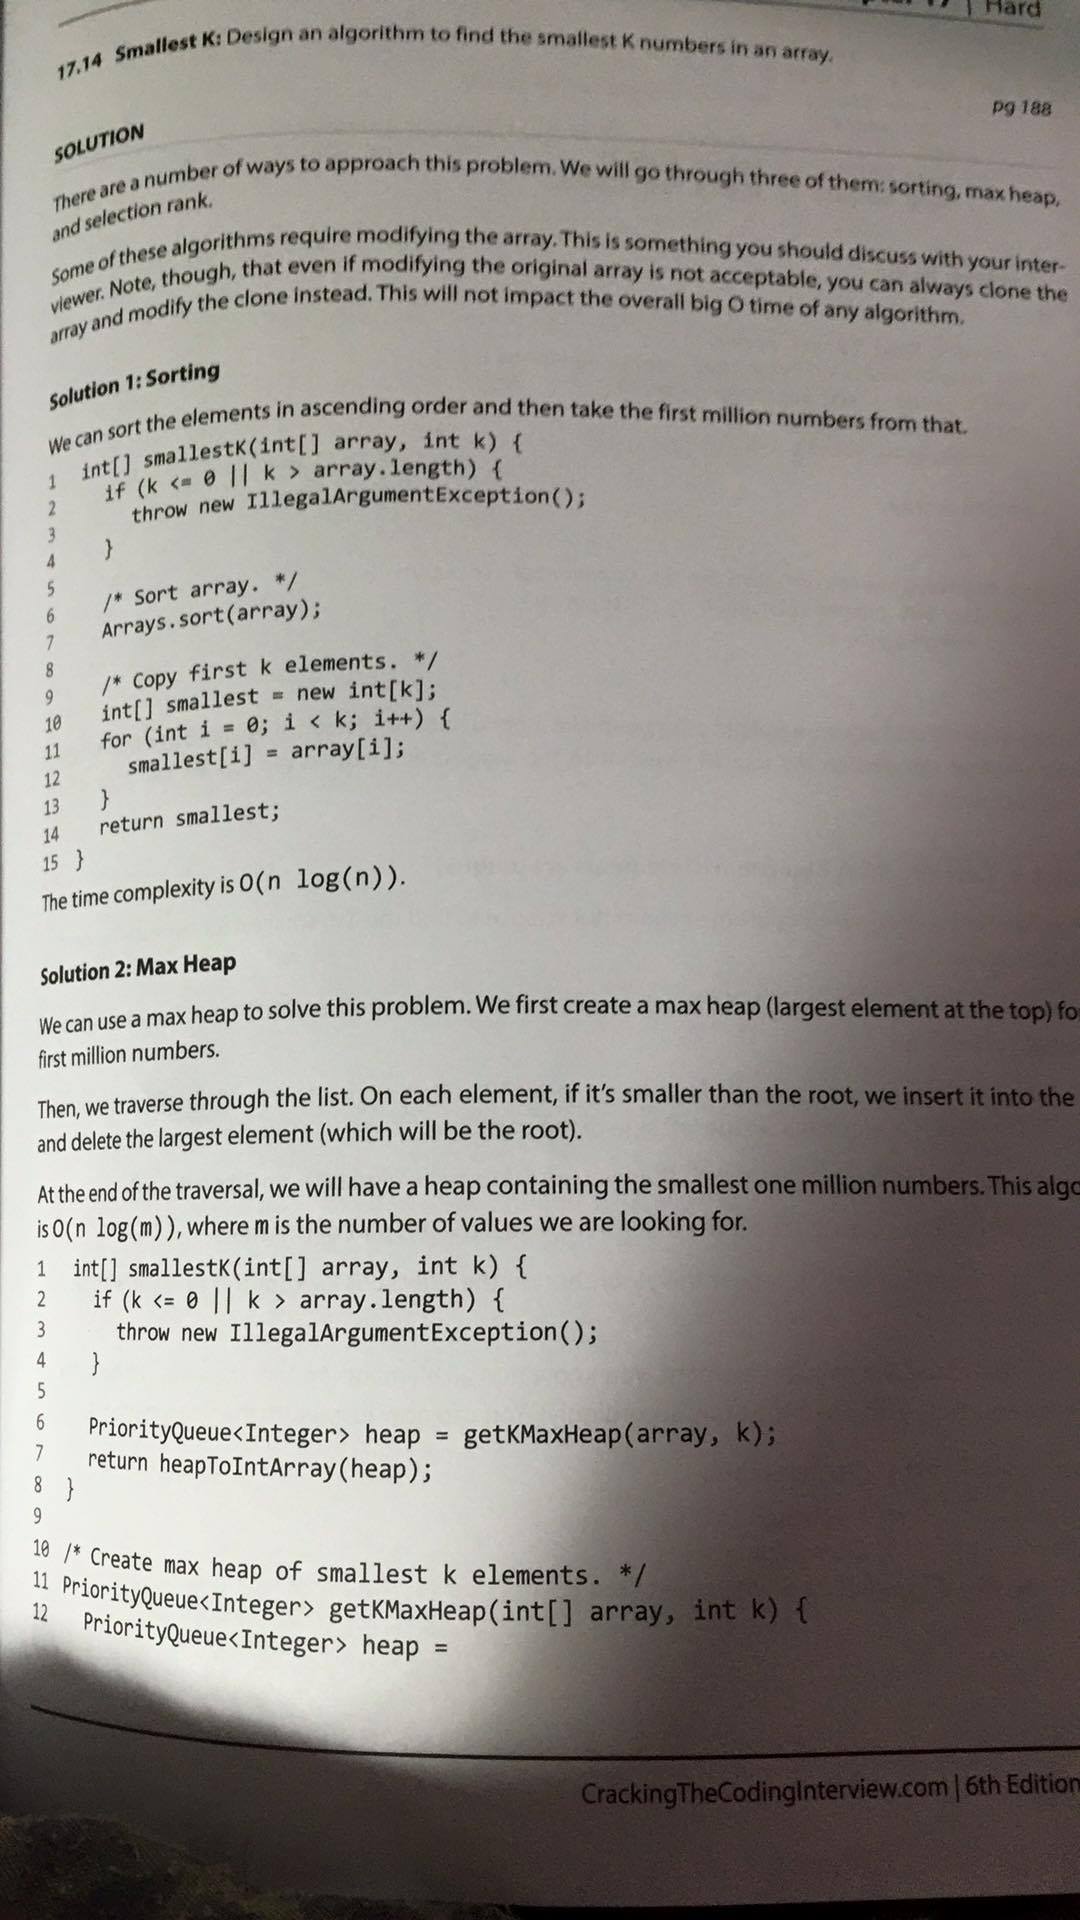 Hard
17.14 Smallest K: Design an algorithm to find the smallest K numbers in an array.
pg 188
SOLUTION
There are a number of ways to approach this problem. We will go through three of them: sorting, max heap,
and selection rank.
Some of these algorithms require modifying the array. This is something you should discuss with your inter-
viewer. Note, though, that even if modifying the original array is not acceptable, you can always clone the
array and modify the clone instead. This will not impact the overall big O time of any algorithm.
Solution 1: Sorting
We can sort the elements in ascending order and then take the first million numbers from that.
1 int[] smallestK(int[] array, int k) {
2 if (k <= 0 || k > array.length) {
3 throw new IllegalArgumentException();
4 }
5
6 /* Sort array. */
7 Arrays.sort(array);
8
9 /* Copy first k elements. */
10 int[] smallest = new int[k];
11 for (int i = 0; i < k; i++) {
12 smallest[i] = array[i];
13 }
14 return smallest;
15 }
The time complexity is O(n log(n)).
Solution 2: Max Heap
We can use a max heap to solve this problem. We first create a max heap (largest element at the top) fo
first million numbers.
Then, we traverse through the list. On each element, if it's smaller than the root, we insert it into the
and delete the largest element (which will be the root).
At the end of the traversal, we will have a heap containing the smallest one million numbers. This algo
is O(n log(m)), where m is the number of values we are looking for.
1 int[] smallestK(int[] array, int k) {
2 if (k <= 0 || k > array.length) {
3 throw new IllegalArgumentException();
4 }
5
6 PriorityQueue<Integer> heap = getKMaxHeap(array, k);
7 return heapToIntArray(heap);
8 }
9
10 /* Create max heap of smallest k elements. */
11 PriorityQueue<Integer> getKMaxHeap(int[] array, int k) {
12 PriorityQueue<Integer> heap =
CrackingTheCodingInterview.com | 6th Edition